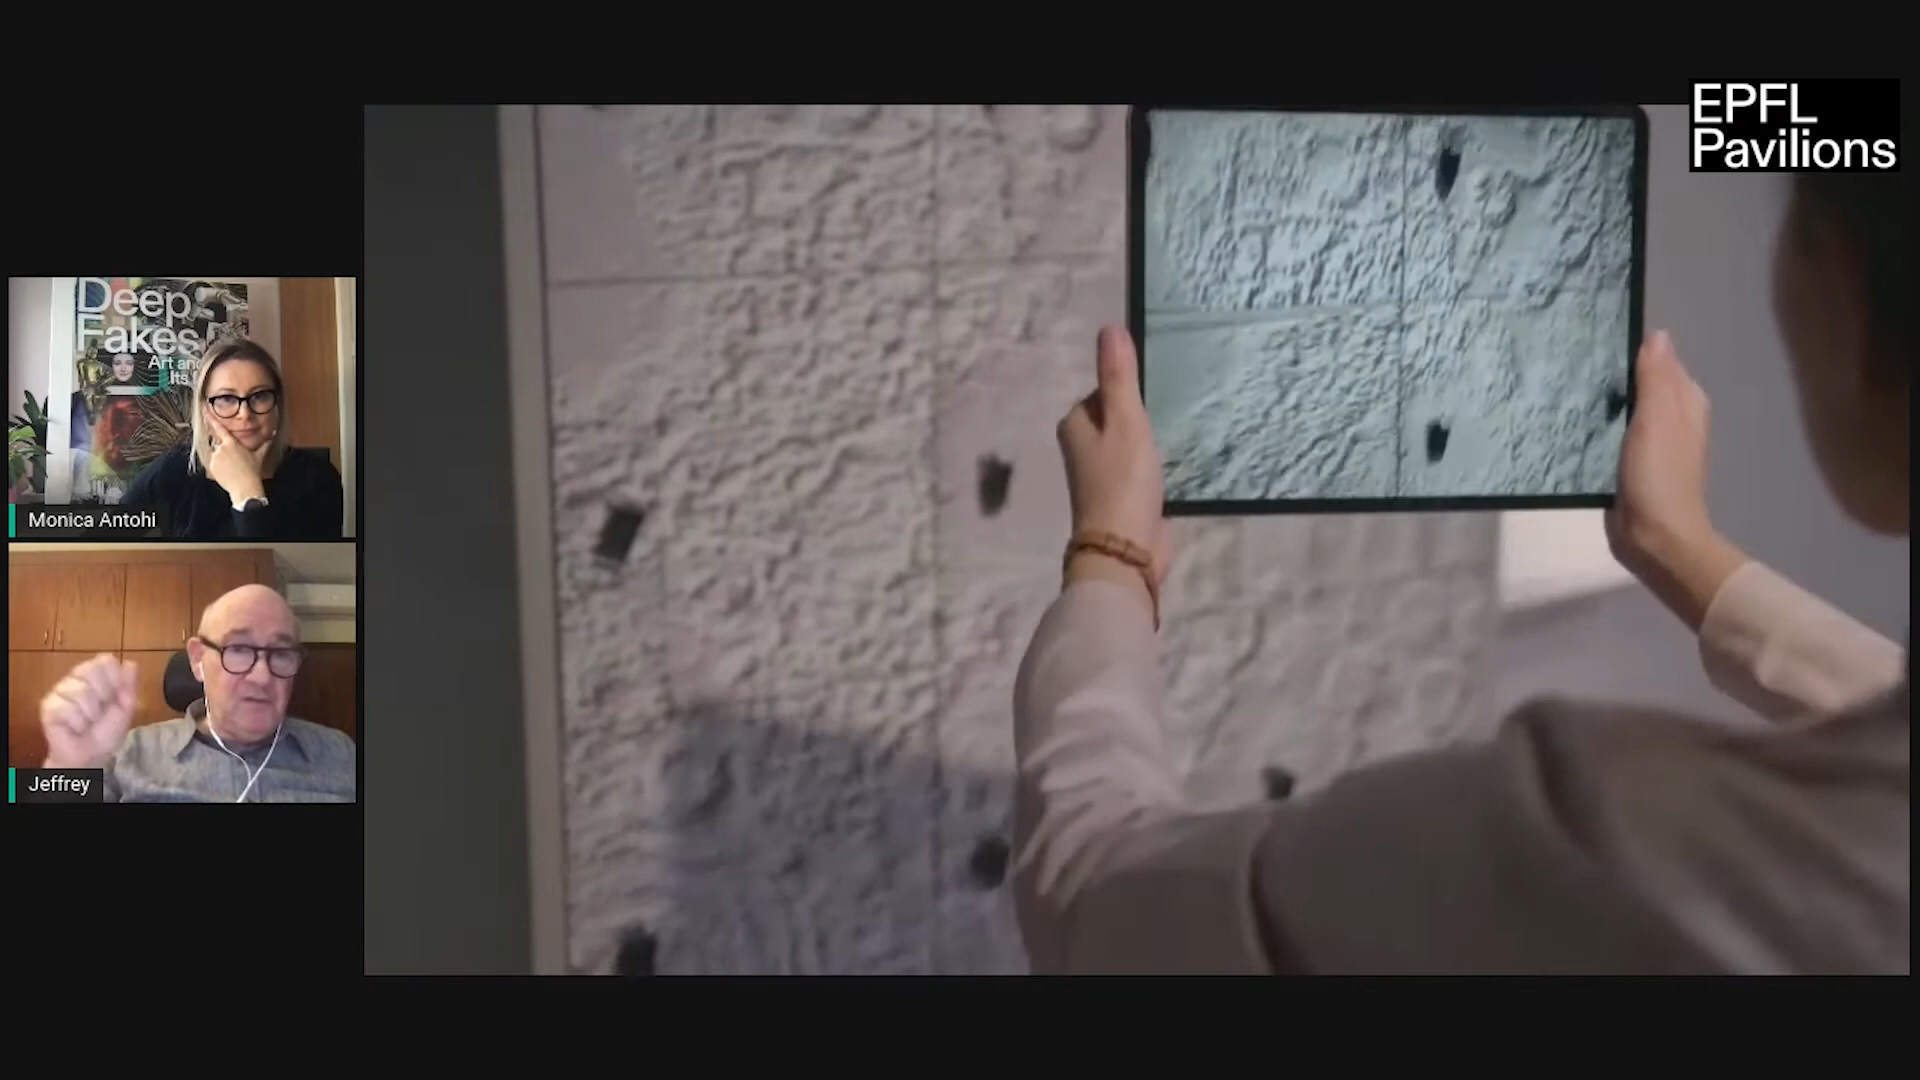 EPFL
Pavilions
Deep
Fakes
Art and
Its
Monica Antohi
Jeffrey